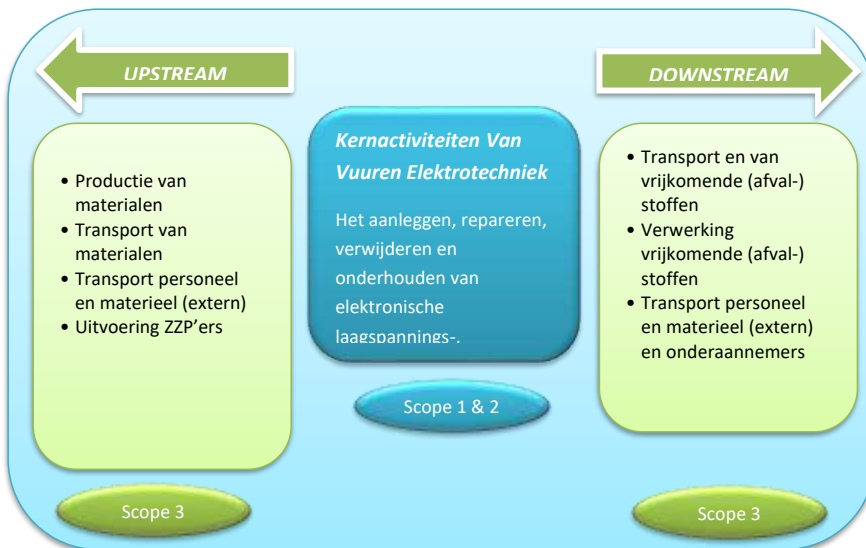 UPSTREAM
• Productie van
materialen
• Transport van
materialen
• Transport personeel
en materieel (extern)
• Uitvoering ZZP’ers
Scope 3
Kernactiviteiten Van
Vuuren Elektrotechniek
Het aanleggen, repareren,
verwijderen en
onderhouden van
elektronische
laagspannings-.
Scope 1 & 2
DOWNSTREAM
• Transport en van
vrijkomende (afval-)
stoffen
• Verwerking
vrijkomende (afval-)
stoffen
• Transport personeel
en materieel (extern)
en onderaannemers
Scope 3